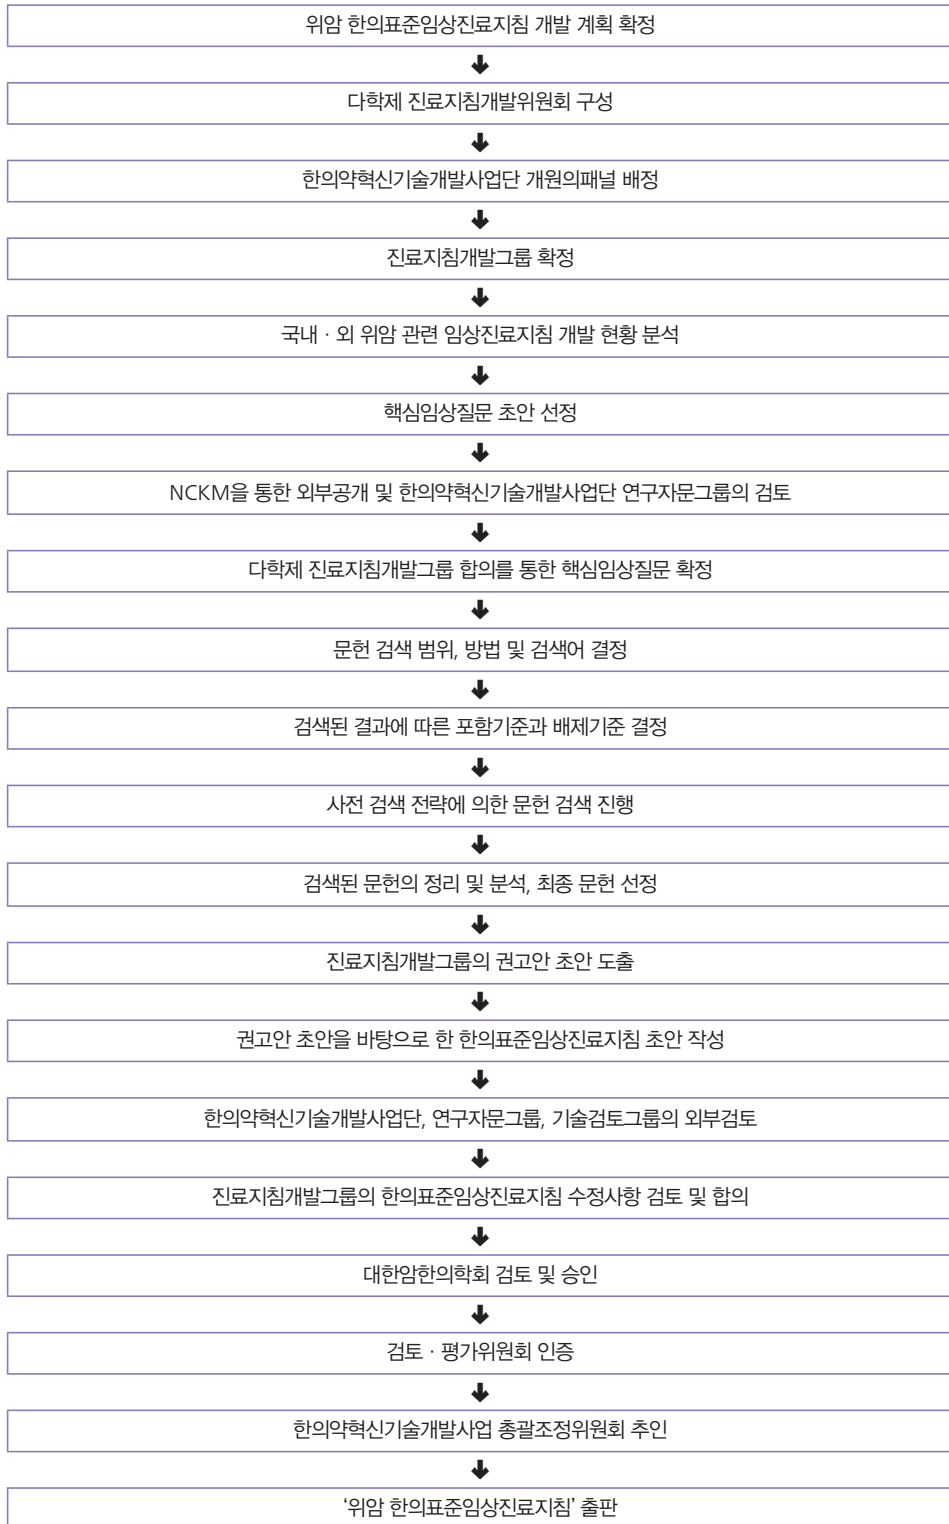 위암 한의표준임상진료지침 개발 계획 확정
다학제 진료지침개발위원회 구성
한의약혁신기술개발사업단 개원의패널 배정
진료지침개발그룹 확정
국내 · 외 위암 관련 임상진료지침 개발 현황 분석
핵심임상질문 초안 선정
NCKM을 통한 외부공개 및 한의약혁신기술개발사업단 연구자문그룹의 검토
다학제 진료지침개발그룹 합의를 통한 핵심임상질문 확정
문헌 검색 범위, 방법 및 검색어 결정
검색된 결과에 따른 포함기준과 배제기준 결정
사전 검색 전략에 의한 문헌 검색 진행
검색된 문헌의 정리 및 분석, 최종 문헌 선정
진료지침개발그룹의 권고안 초안 도출
권고안 초안을 바탕으로 한 한의표준임상진료지침 초안 작성
한의약혁신기술개발사업단, 연구자문그룹, 기술검토그룹의 외부검토
진료지침개발그룹의 한의표준임상진료지침 수정사항 검토 및 합의
대한암한의학회 검토 및 승인
검토 · 평가위원회 인증
한의약혁신기술개발사업 총괄조정위원회 추인
‘위암 한의표준임상진료지침’ 출판